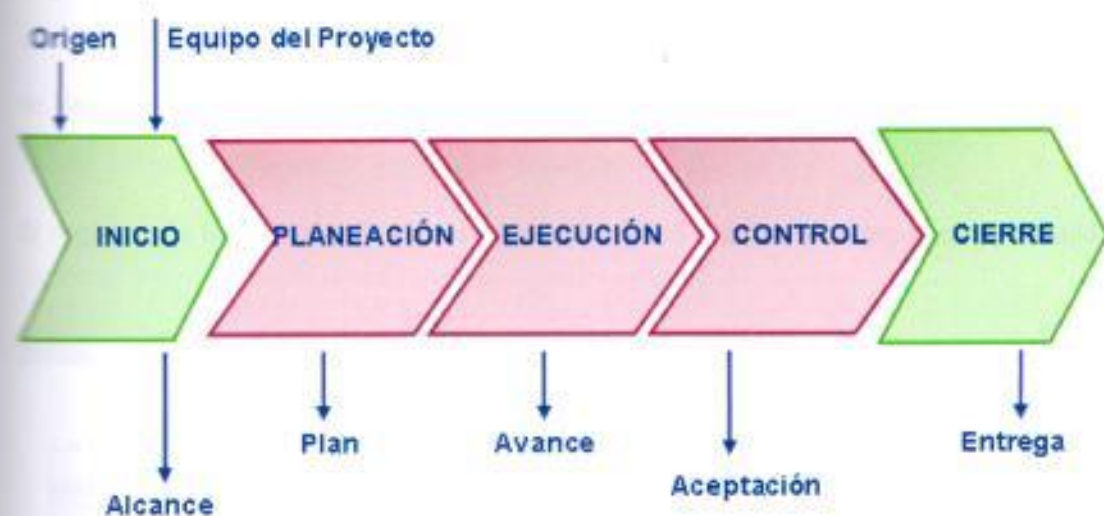 Origen
Equipo del Proyecto
INICIO
PLANEACIÓN
EJECUCIÓN
CONTROL
CIERRE
Alcance
Plan
Avance
Aceptación
Entrega